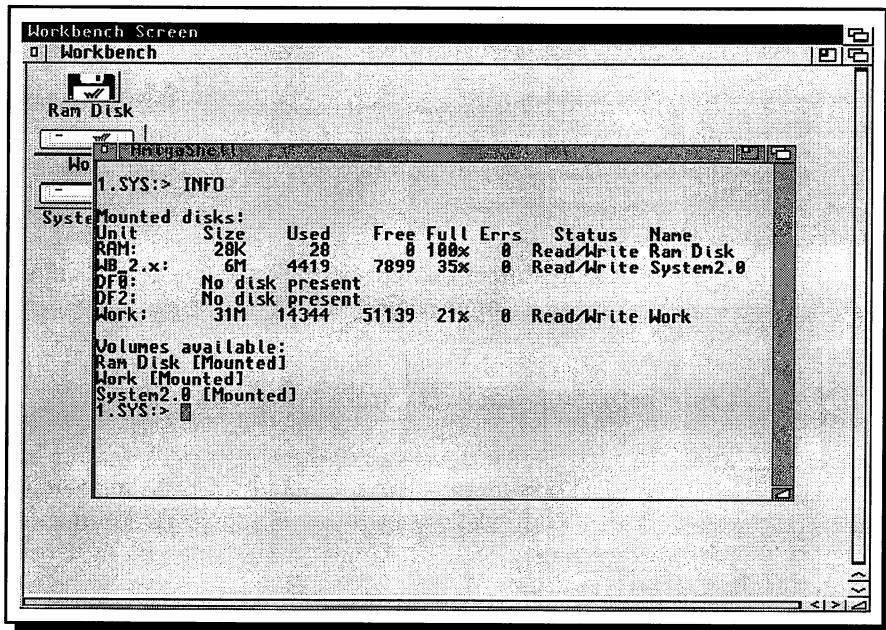 Workbench Screen
Workbench
Ram Disk
Wo
Syste
AmigaShell
1.SYS:> INFO
Mounted disks:
Unit Size Used Free Full Errs Status Name
RAM: 28K 28 0 100% 0 Read/Write Ram Disk
WB_2.x: 6M 4419 7899 35% 0 Read/Write System2.0
DF0: No disk present
DF2: No disk present
Work: 31M 14344 51139 21% 0 Read/Write Work
Volumes available:
Ram Disk [Mounted]
Work [Mounted]
System2.0 [Mounted]
1.SYS:>